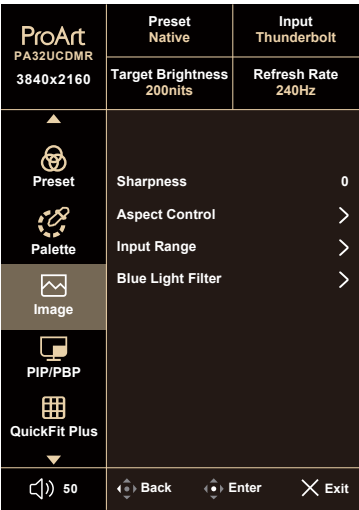 ProArt
PA32UCDMR
3840x2160
Preset
Native
Input
Thunderbolt
Target Brightness
200nits
Refresh Rate
240Hz
Preset
Palette
Image
PIP/PBP
QuickFit Plus
Sharpness 0
Aspect Control
Input Range
Blue Light Filter
50
Back
Enter
Exit